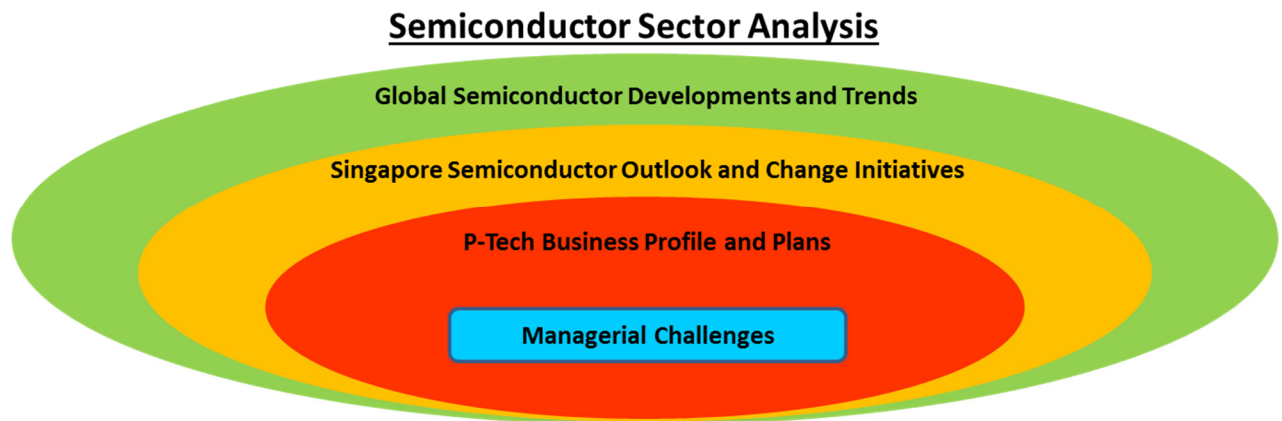 Semiconductor Sector Analysis
Global Semiconductor Developments and Trends
Singapore Semiconductor Outlook and Change Initiatives
P-Tech Business Profile and Plans
Managerial Challenges